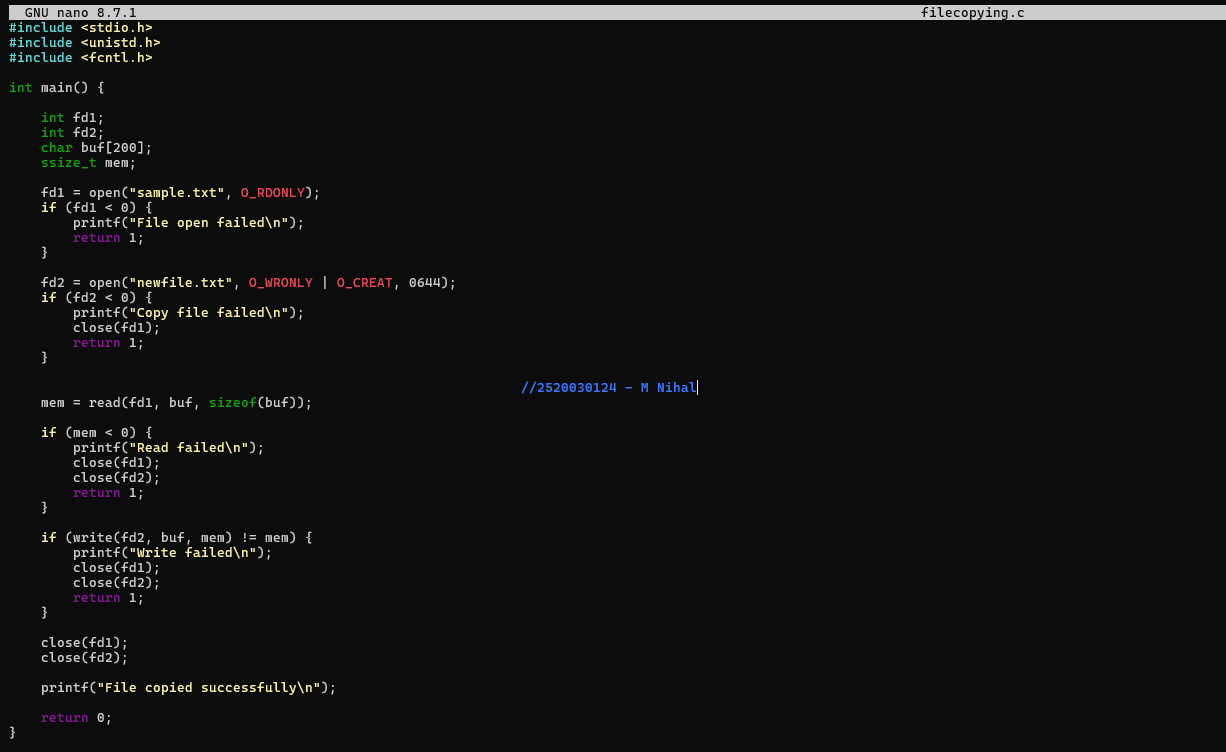 GNU nano 8.7.1 filecopying.c
#include <stdio.h>
#include <unistd.h>
#include <fcntl.h>
int main() {
    int fd1;
    int fd2;
    char buf[200];
    ssize_t mem;
    fd1 = open("sample.txt", O_RDONLY);
    if (fd1 < 0) {
        printf("File open failed\n");
        return 1;
    }
    fd2 = open("newfile.txt", O_WRONLY | O_CREAT, 0644);
    if (fd2 < 0) {
        printf("Copy file failed\n");
        close(fd1);
        return 1;
    }
//2520030124 - M Nihal
    mem = read(fd1, buf, sizeof(buf));
    if (mem < 0) {
        printf("Read failed\n");
        close(fd1);
        close(fd2);
        return 1;
    }
    if (write(fd2, buf, mem) != mem) {
        printf("Write failed\n");
        close(fd1);
        close(fd2);
        return 1;
    }
    close(fd1);
    close(fd2);
    printf("File copied successfully\n");
    return 0;
}